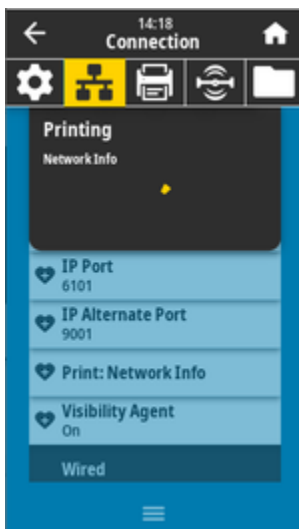 14:18
Connection
Printing
Network Info
IP Port
6101
IP Alternate Port
9001
Print: Network Info
Visibility Agent
On
Wired